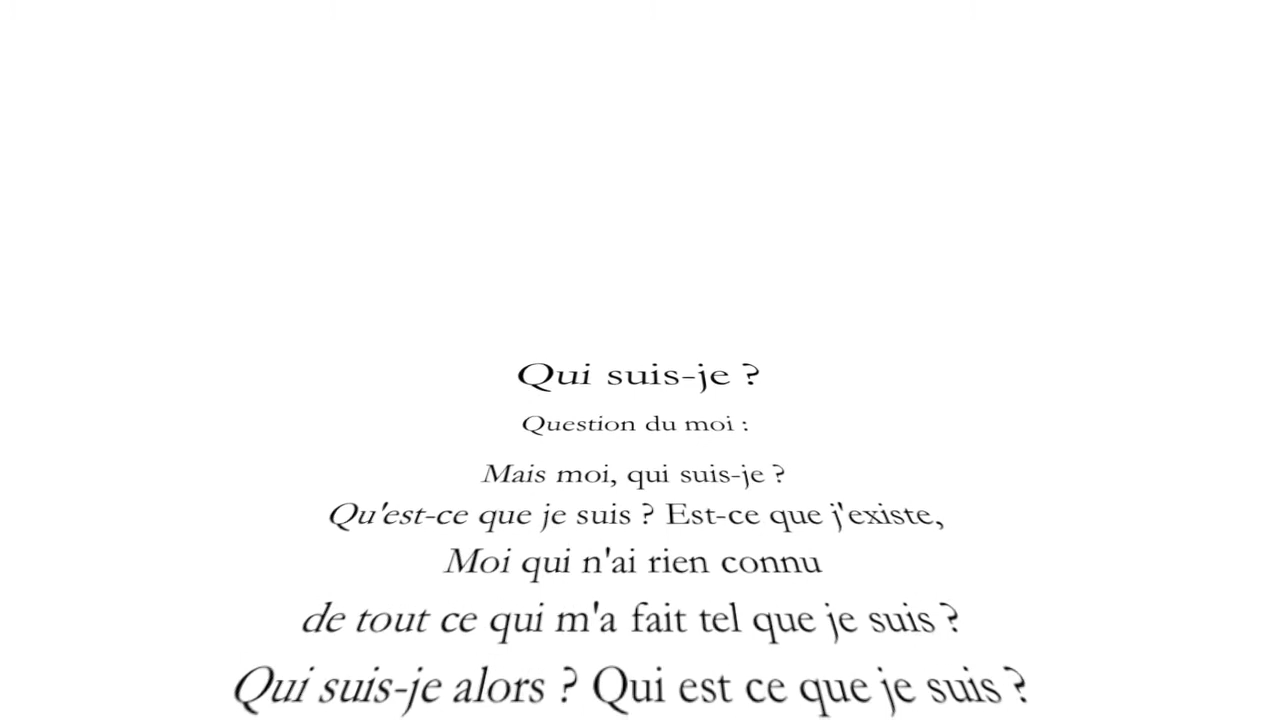 Qui suis-je ?
Question du moi :
Mais moi, qui suis-je ?
Qu'est-ce que je suis ? Est-ce que j'existe,
Moi qui n'ai rien connu
de tout ce qui m'a fait tel que je suis ?
Qui suis-je alors ? Qui est ce que je suis ?